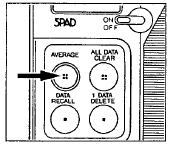 SPAD
ON
OFF
AVERAGE
ALL DATA
CLEAR
DATA
RECALL
1 DATA
DELETE